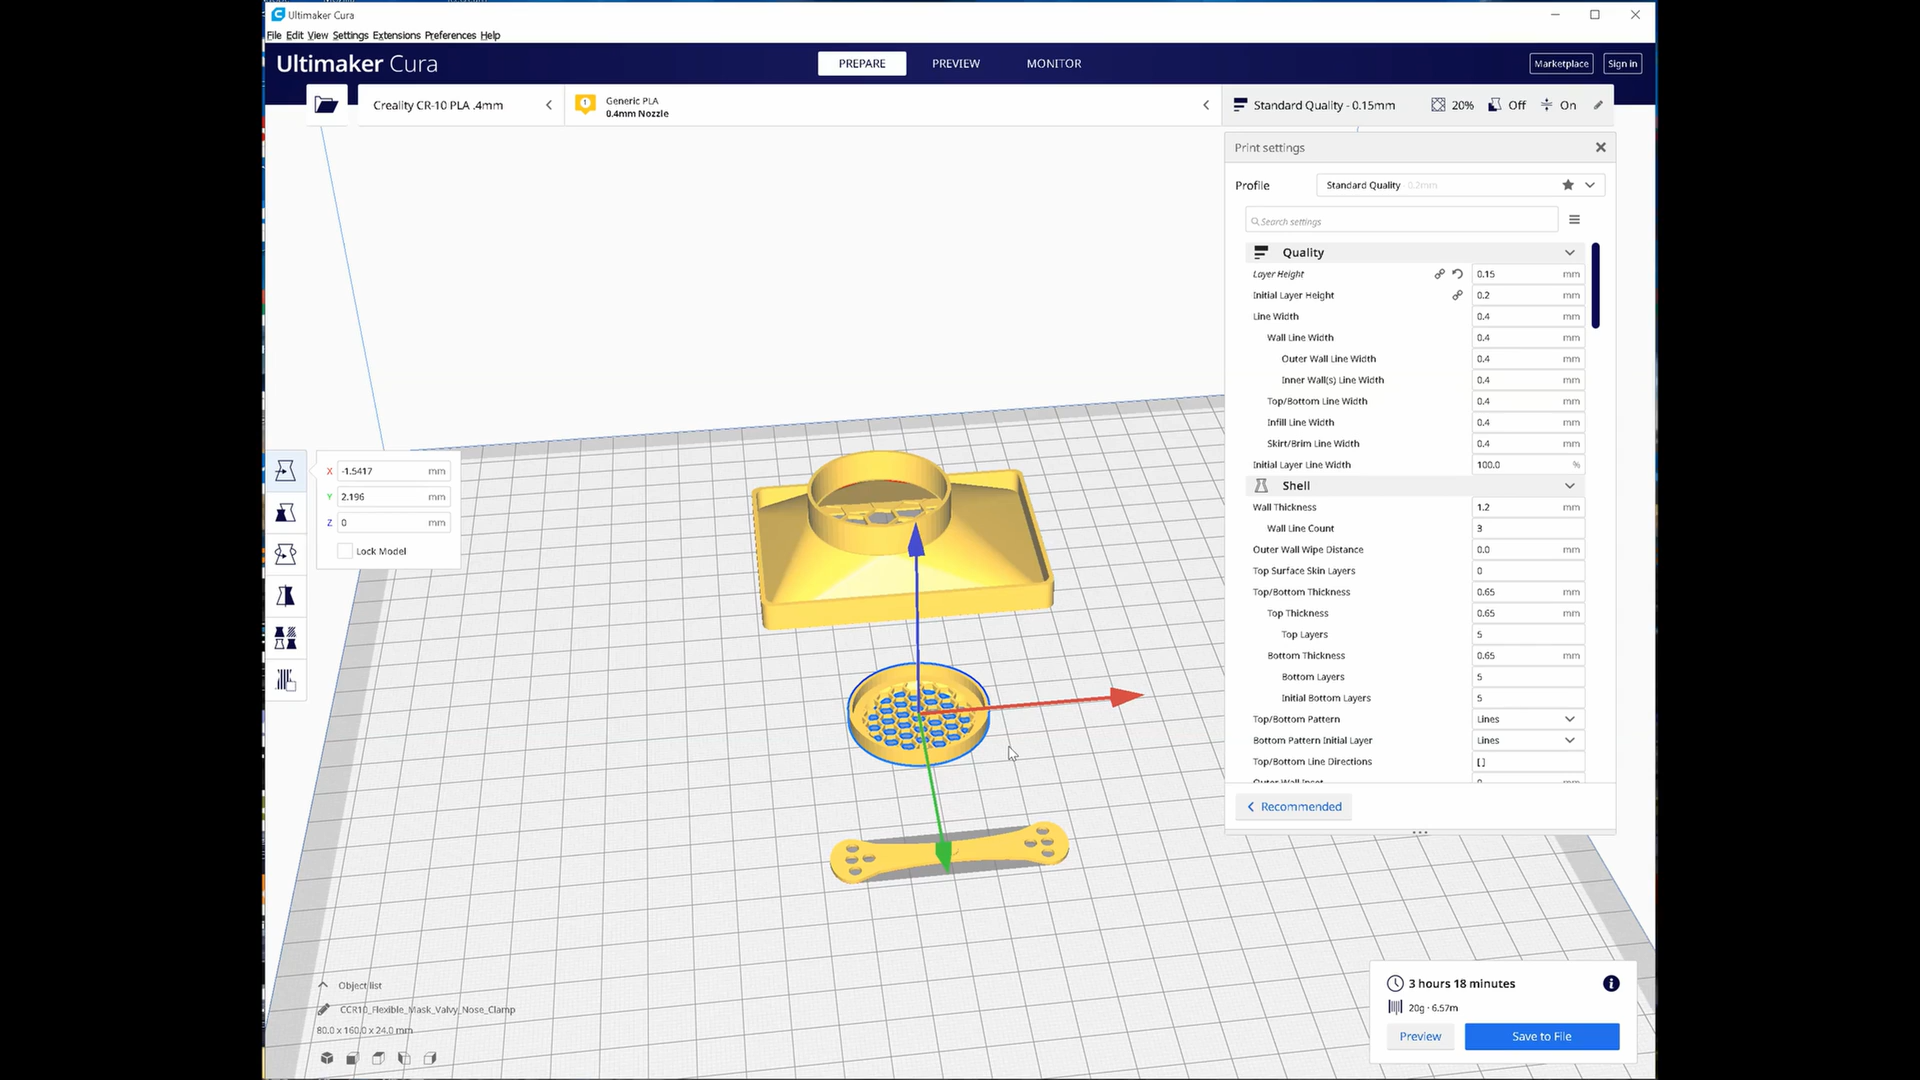 Ultimaker Cura
File Edit View Settings Extensions Preferences Help
Ultimaker Cura
PREPARE
PREVIEW
MONITOR
Marketplace
Sign in
Creality CR-10 PLA .4mm
1
Generic PLA
0.4mm Nozzle
Standard Quality - 0.15mm
20%
Off
On
Print settings
Profile
Standard Quality - 0.2mm
Search settings
Quality
Layer Height 0.15 mm
Initial Layer Height 0.2 mm
Line Width 0.4 mm
Wall Line Width 0.4 mm
Outer Wall Line Width 0.4 mm
Inner Wall(s) Line Width 0.4 mm
Top/Bottom Line Width 0.4 mm
Infill Line Width 0.4 mm
Skirt/Brim Line Width 0.4 mm
Initial Layer Line Width 100.0 %
Shell
Wall Thickness 1.2 mm
Wall Line Count 3
Outer Wall Wipe Distance 0.0 mm
Top Surface Skin Layers 0
Top/Bottom Thickness 0.65 mm
Top Thickness 0.65 mm
Top Layers 5
Bottom Thickness 0.65 mm
Bottom Layers 5
Initial Bottom Layers 5
Top/Bottom Pattern Lines
Bottom Pattern Initial Layer Lines
Top/Bottom Line Directions [ ]
Outer Wall Inset 0 mm
Recommended
X -1.5417 mm
Y 2.196 mm
Z 0 mm
Lock Model
Object list
CCR10_Flexible_Mask_Valvy_Nose_Clamp
80.0 x 160.0 x 24.0 mm
3 hours 18 minutes
20g · 6.57m
Preview
Save to File